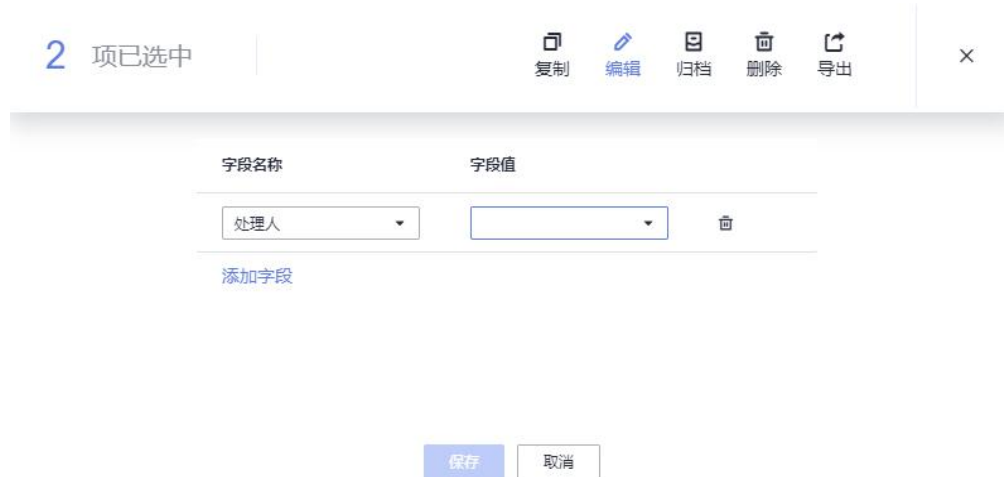 2 项已选中
复制 编辑 归档 删除 导出
字段名称 字段值
处理人
添加字段
保存 取消